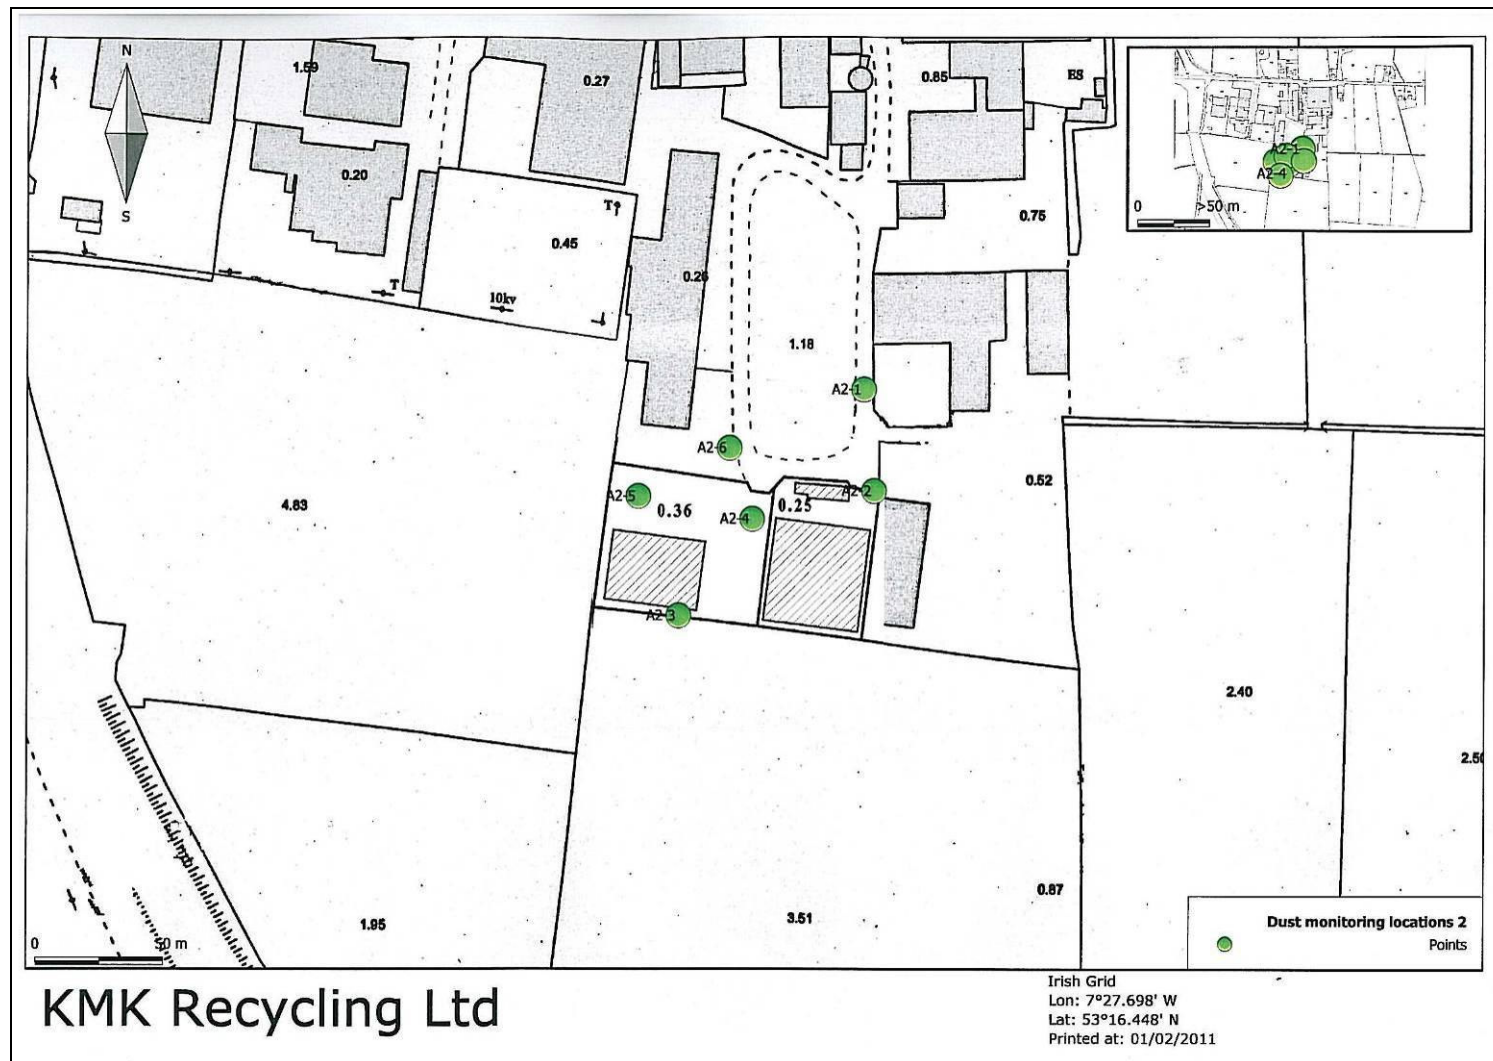 N
S
1.59
0.27
0.85
ES
0.20
T
0.45
0.26
0.75
T
10kv
1.18
A2-1
A2-4
0
>50 m
A2-1
A2-6
A2-2
A2-5
0.36
A2-4
0.25
0.52
4.83
A2-3
2.40
2.50
0.87
1.95
3.51
0
50 m
Dust monitoring locations 2
Points
KMK Recycling Ltd
Irish Grid
Lon: 7°27.698' W
Lat: 53°16.448' N
Printed at: 01/02/2011